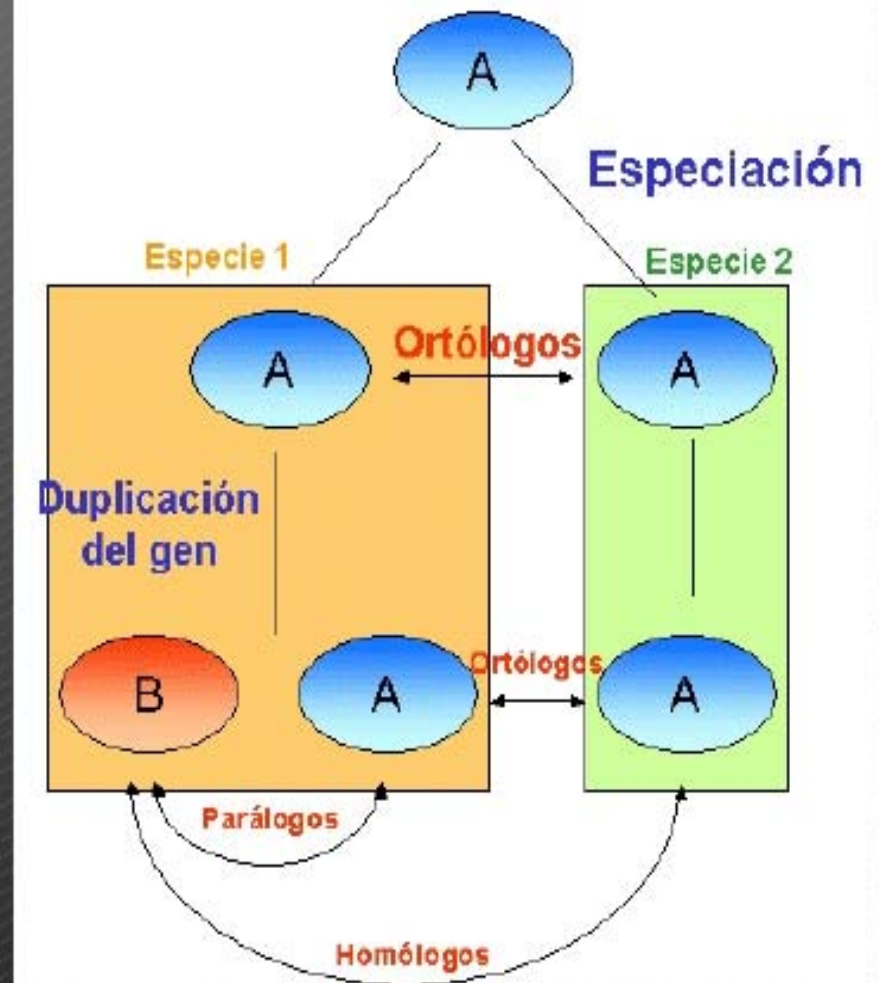 A
Especiación
Especie 1
Especie 2
A
Ortólogos
A
Duplicación
del gen
B
A
Ortólogos
A
Parálogos
Homólogos